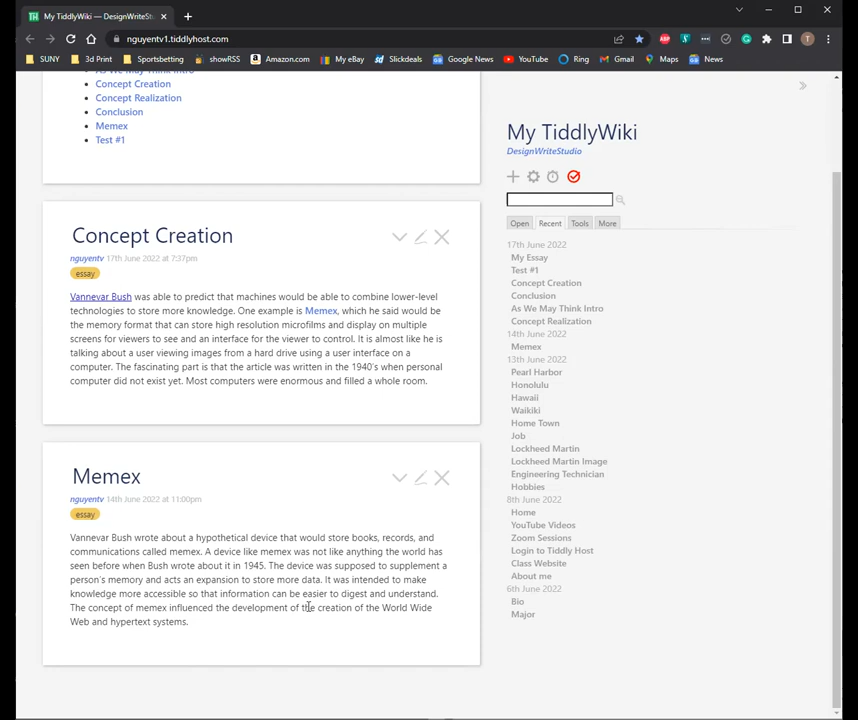 My TiddlyWiki — DesignWriteStu
nguyentv1.tiddlyhost.com
SUNY 3d Print Sportsbetting showRSS Amazon.com My eBay Slickdeals Google News YouTube Ring Gmail Maps News
As We May Think Intro
Concept Creation
Concept Realization
Conclusion
Memex
Test #1
Concept Creation
nguyentv 17th June 2022 at 7:37pm
essay
Vannevar Bush was able to predict that machines would be able to combine lower-level
technologies to store more knowledge. One example is Memex, which he said would be
the memory format that can store high resolution microfilms and display on multiple
screens for viewers to see and an interface for the viewer to control. It is almost like he is
talking about a user viewing images from a hard drive using a user interface on a
computer. The fascinating part is that the article was written in the 1940's when personal
computer did not exist yet. Most computers were enormous and filled a whole room.
Memex
nguyentv 14th June 2022 at 11:00pm
essay
Vannevar Bush wrote about a hypothetical device that would store books, records, and
communications called memex. A device like memex was not like anything the world has
seen before when Bush wrote about it in 1945. The device was supposed to supplement a
person's memory and acts an expansion to store more data. It was intended to make
knowledge more accessible so that information can be easier to digest and understand.
The concept of memex influenced the development of the creation of the World Wide
Web and hypertext systems.
My TiddlyWiki
DesignWriteStudio
Open Recent Tools More
17th June 2022
My Essay
Test #1
Concept Creation
Conclusion
As We May Think Intro
Concept Realization
14th June 2022
Memex
13th June 2022
Pearl Harbor
Honolulu
Hawaii
Waikiki
Home Town
Job
Lockheed Martin
Lockheed Martin Image
Engineering Technician
Hobbies
8th June 2022
Home
YouTube Videos
Zoom Sessions
Login to Tiddly Host
Class Website
About me
6th June 2022
Bio
Major